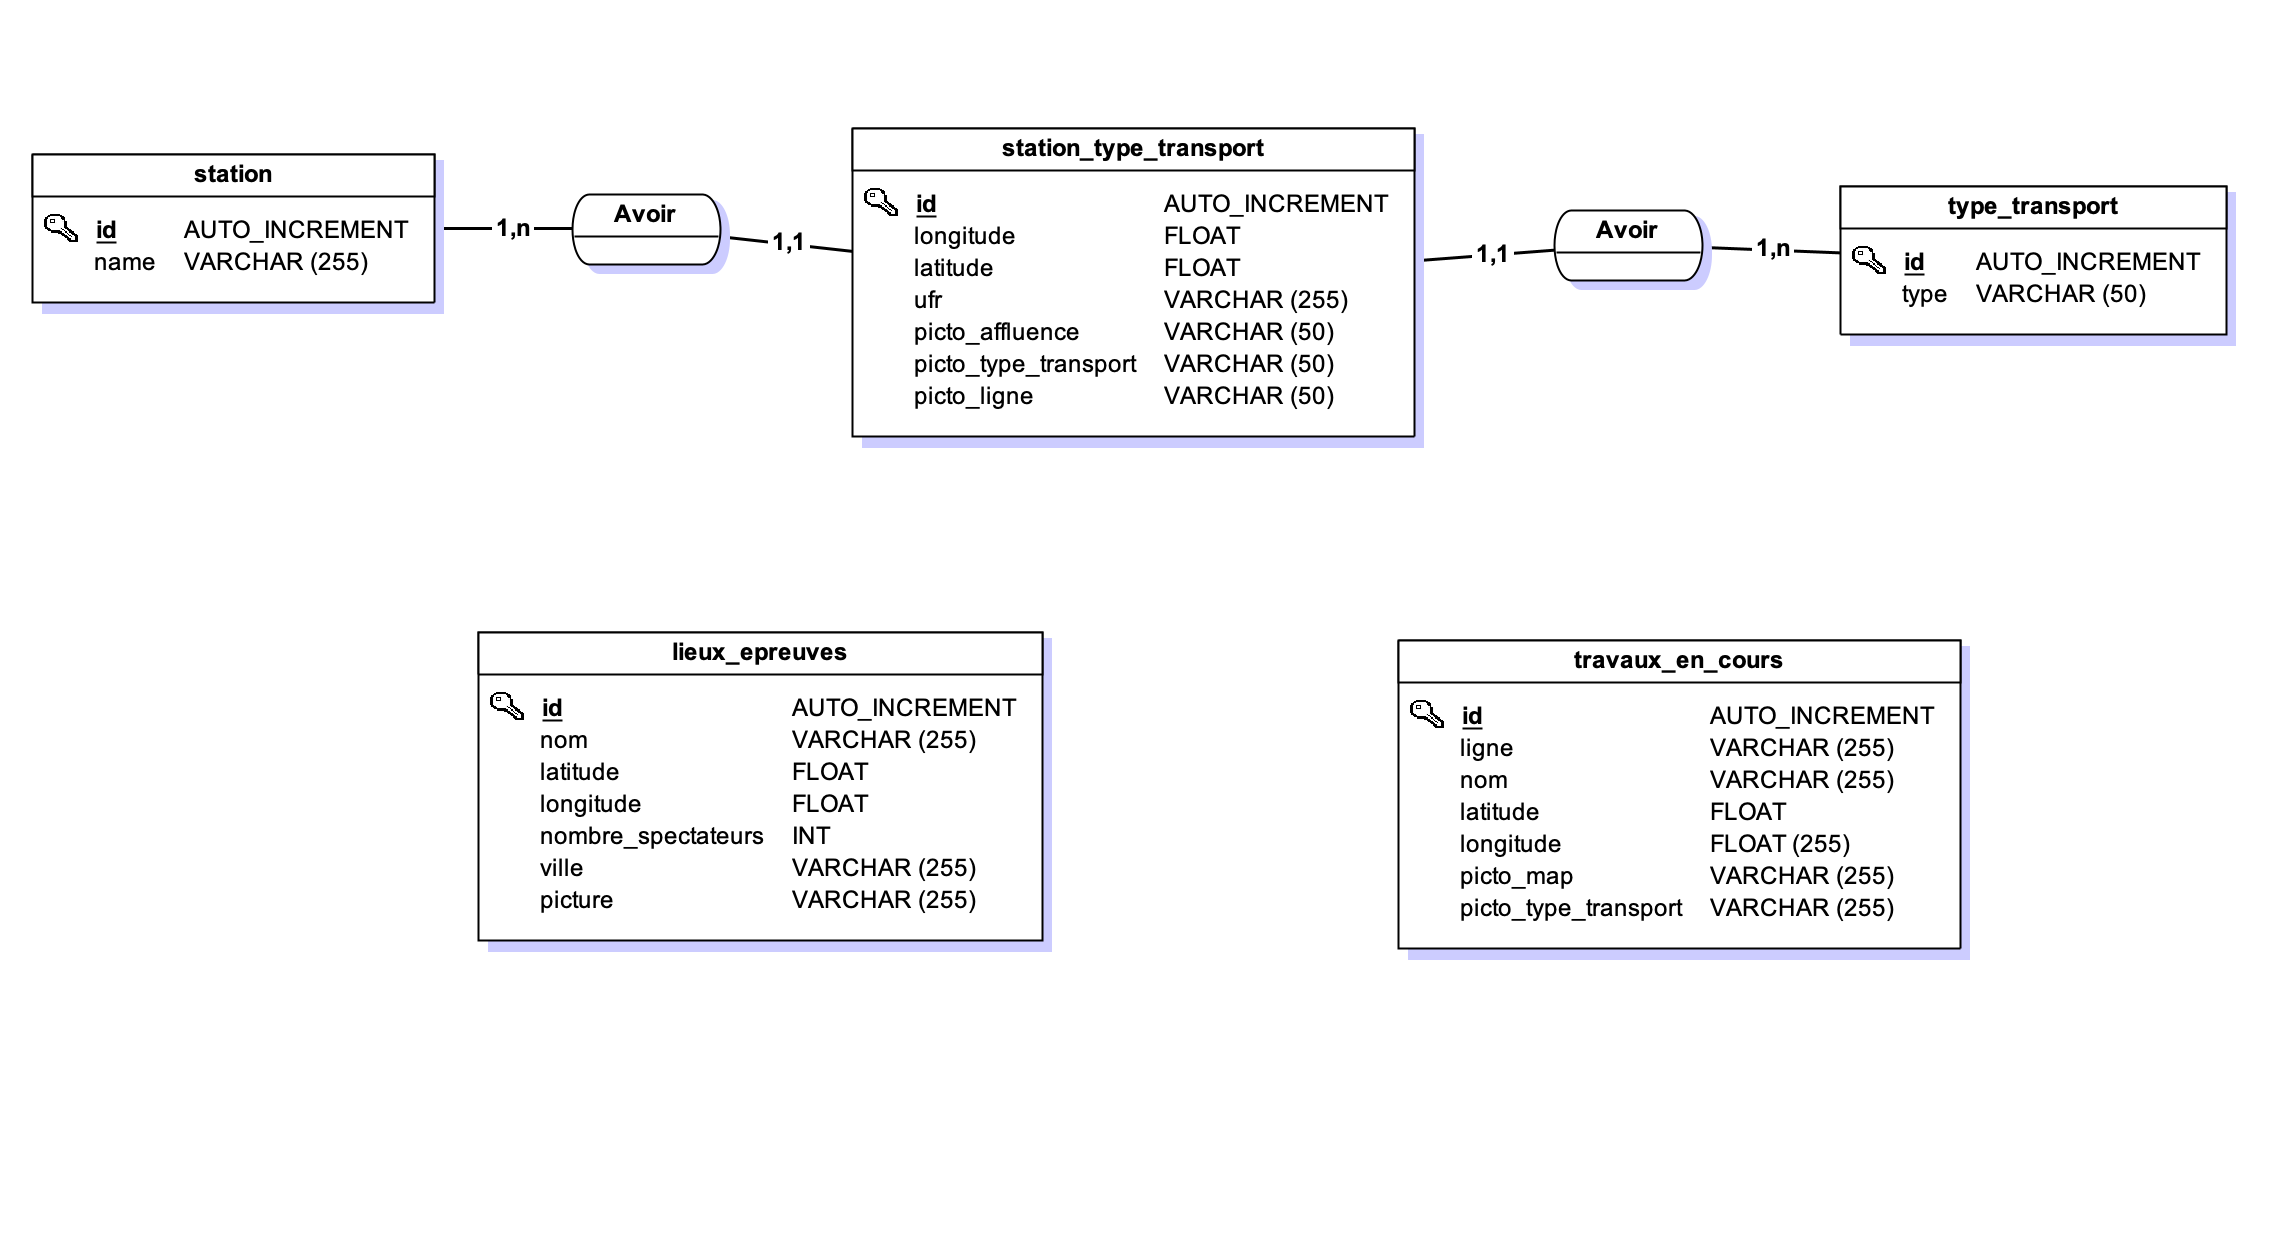 station
id AUTO_INCREMENT
name VARCHAR (255)
1,n
Avoir
1,1
station_type_transport
id AUTO_INCREMENT
longitude FLOAT
latitude FLOAT
ufr VARCHAR (255)
picto_affluence VARCHAR (50)
picto_type_transport VARCHAR (50)
picto_ligne VARCHAR (50)
1,1
Avoir
1,n
type_transport
id AUTO_INCREMENT
type VARCHAR (50)
lieux_epreuves
id AUTO_INCREMENT
nom VARCHAR (255)
latitude FLOAT
longitude FLOAT
nombre_spectateurs INT
ville VARCHAR (255)
picture VARCHAR (255)
travaux_en_cours
id AUTO_INCREMENT
ligne VARCHAR (255)
nom VARCHAR (255)
latitude FLOAT
longitude FLOAT (255)
picto_map VARCHAR (255)
picto_type_transport VARCHAR (255)